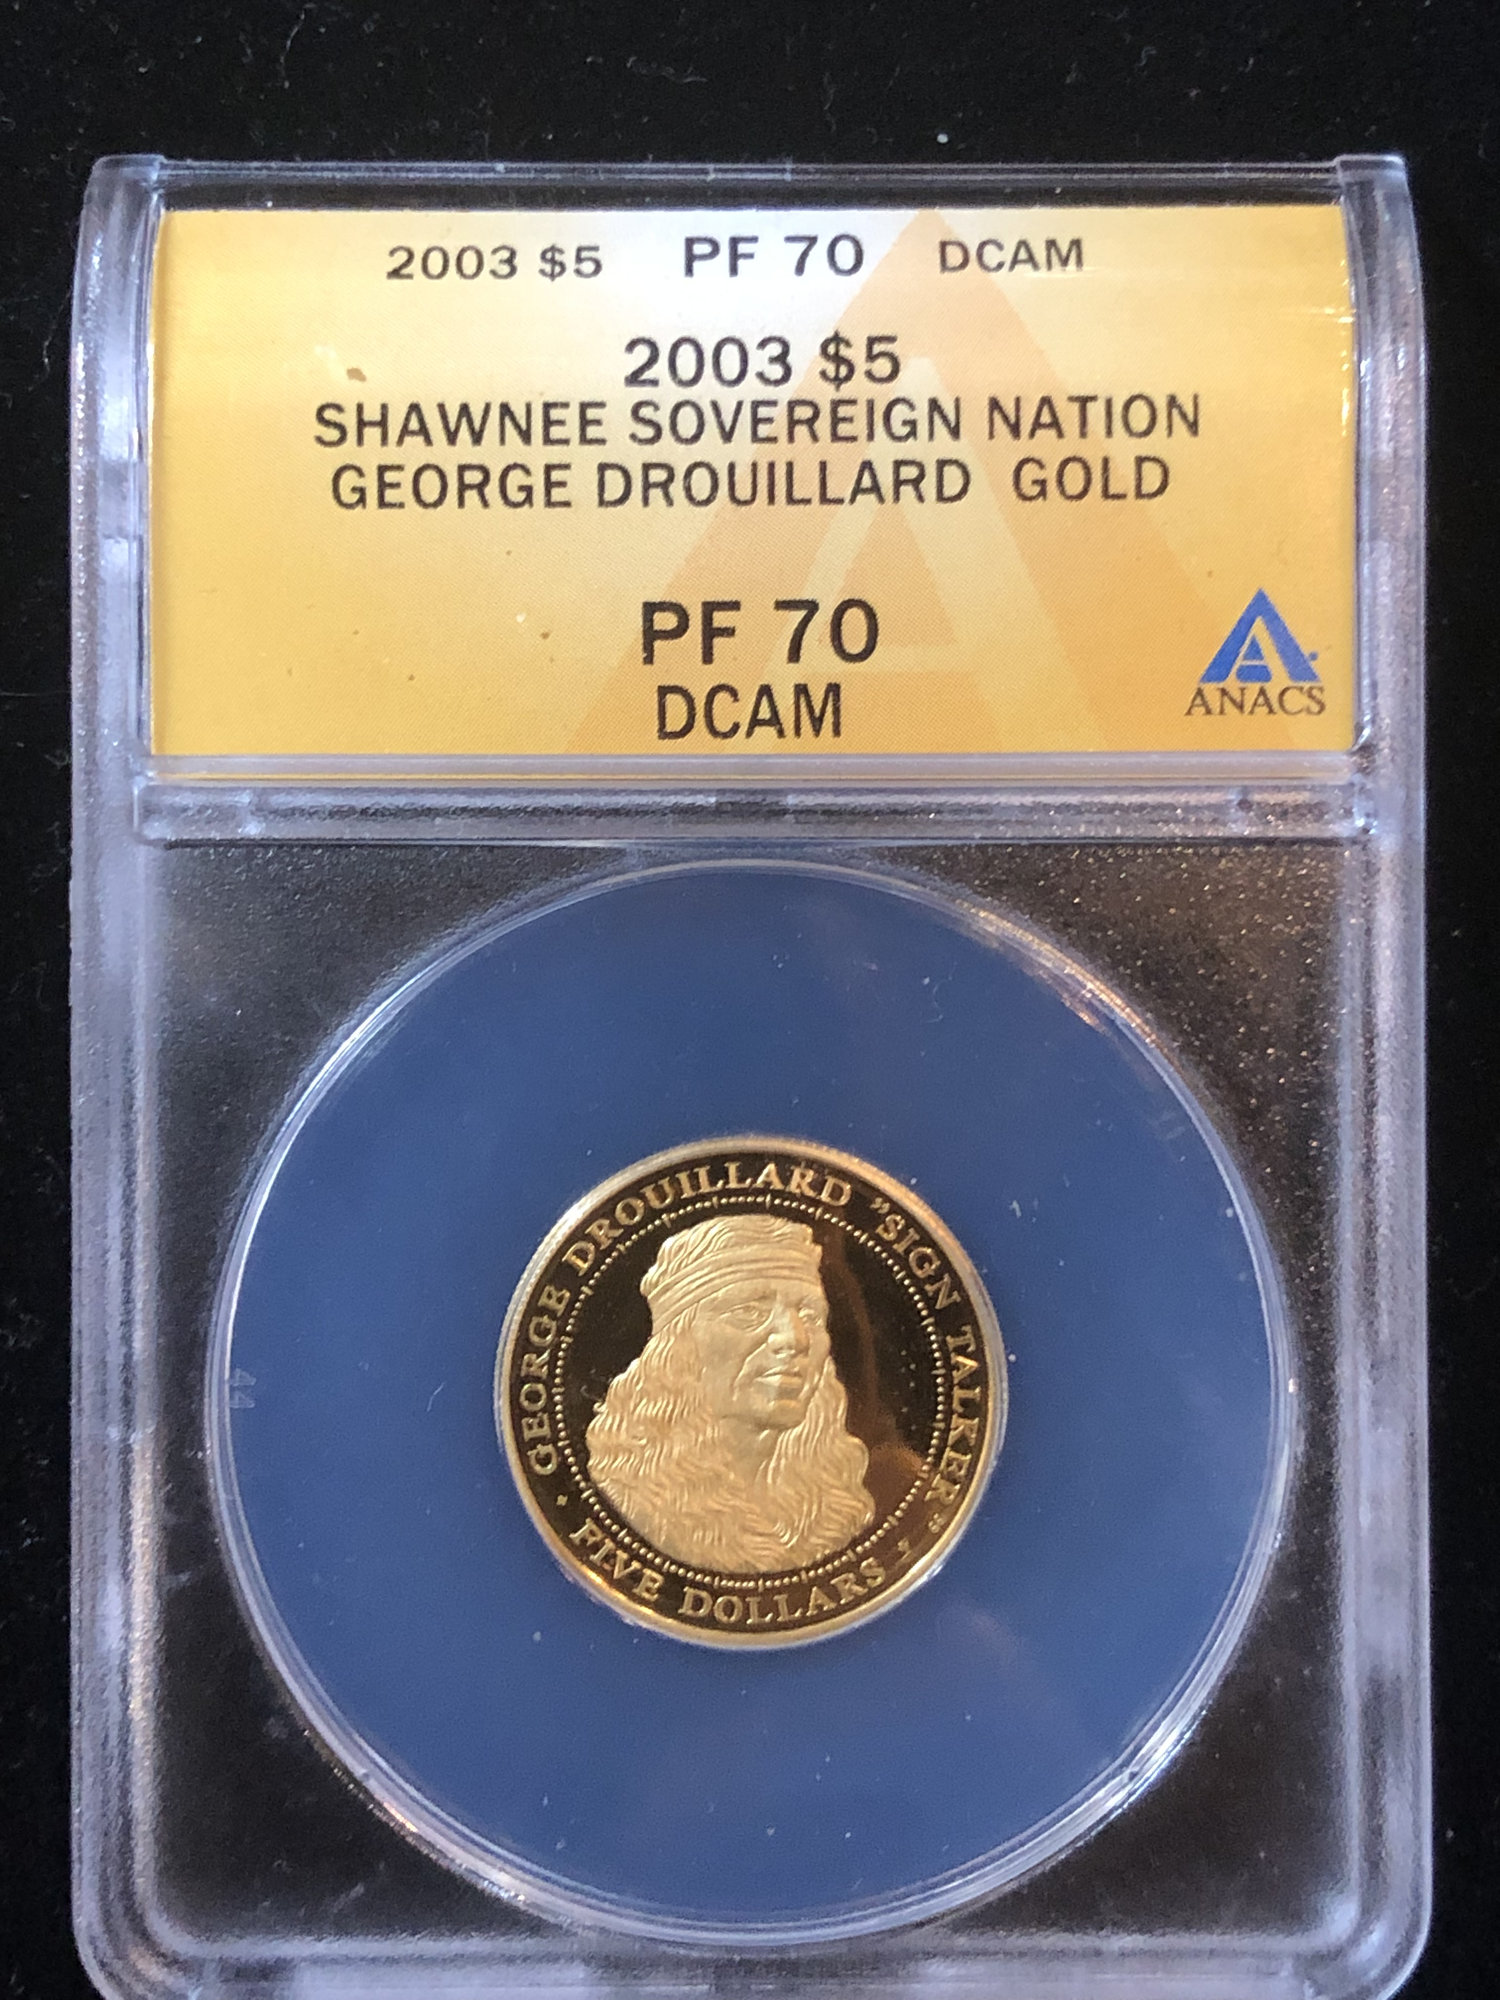 2003 $5 PF 70 DCAM
2003 $5
SHAWNEE SOVEREIGN NATION
GEORGE DROUILLARD GOLD
PF 70
DCAM
ANACS
• GEORGE DROUILLARD "SIGN TALKER" •
FIVE DOLLARS